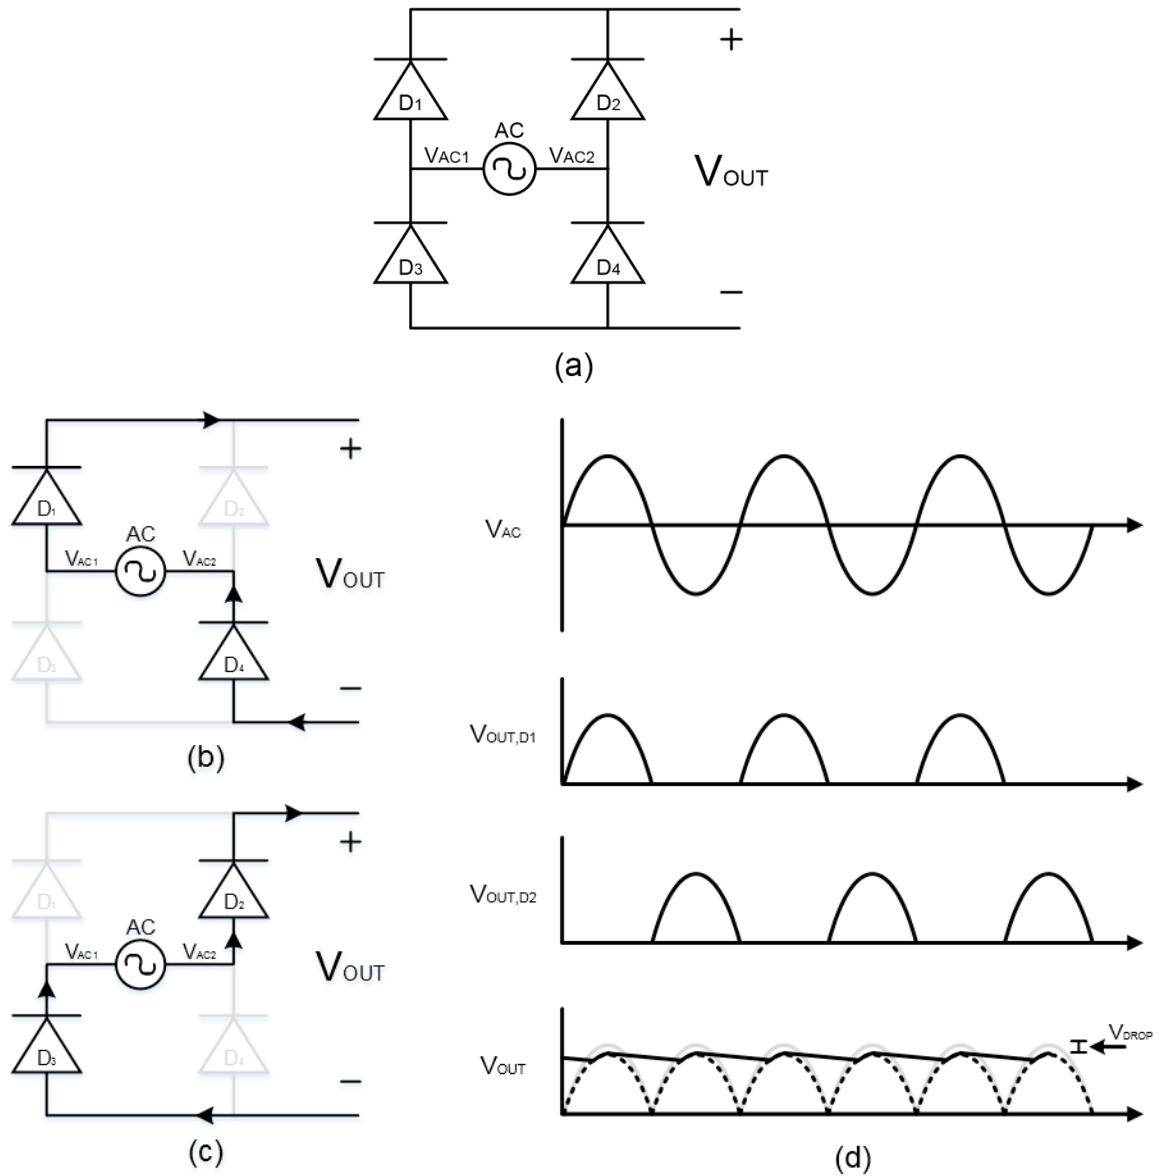 +
D1
D2
AC
VAC1
VAC2
VOUT
D3
D4
−
(a)
+
D1
D2
AC
VAC1
VAC2
VOUT
D3
D4
−
(b)
+
D1
D2
AC
VAC1
VAC2
VOUT
D3
D4
−
(c)
VAC
VOUT,D1
VOUT,D2
VDROP
VOUT
(d)